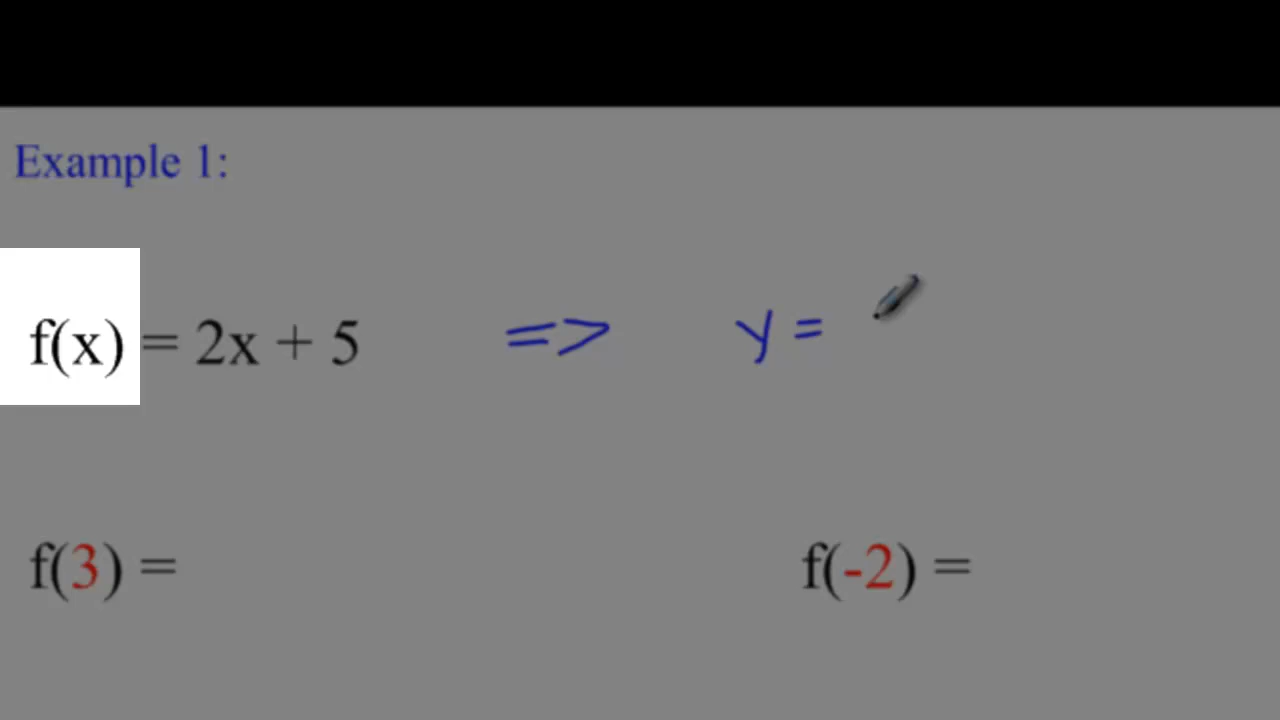 Example 1:
f(x) = 2x + 5 => y =
f(3) = f(-2) =